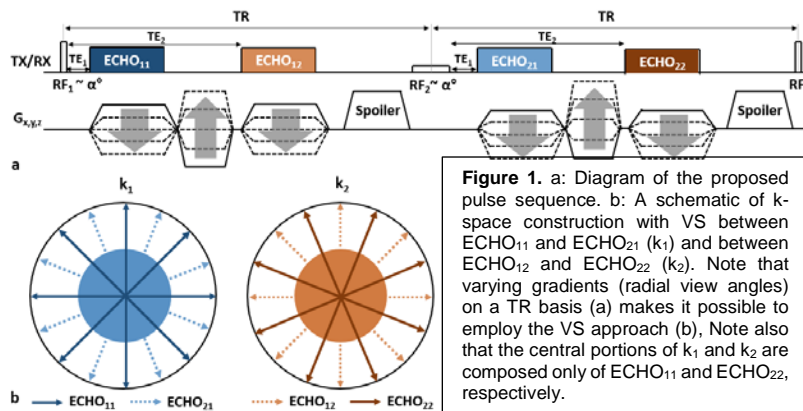 TR TR
TE₂ TE₂
TX/RX TE₁ ECHO₁₁ ECHO₁₂ TE₁ ECHO₂₁ ECHO₂₂
RF₁~ α° RF₂~ α° RF
Gx,y,z Spoiler Spoiler
a
k₁ k₂
b ECHO₁₁ ECHO₂₁ ECHO₁₂ ECHO₂₂
Figure 1. a: Diagram of the proposed
pulse sequence. b: A schematic of k-
space construction with VS between
ECHO₁₁ and ECHO₂₁ (k₁) and between
ECHO₁₂ and ECHO₂₂ (k₂). Note that
varying gradients (radial view angles)
on a TR basis (a) makes it possible to
employ the VS approach (b), Note also
that the central portions of k₁ and k₂ are
composed only of ECHO₁₁ and ECHO₂₂,
respectively.